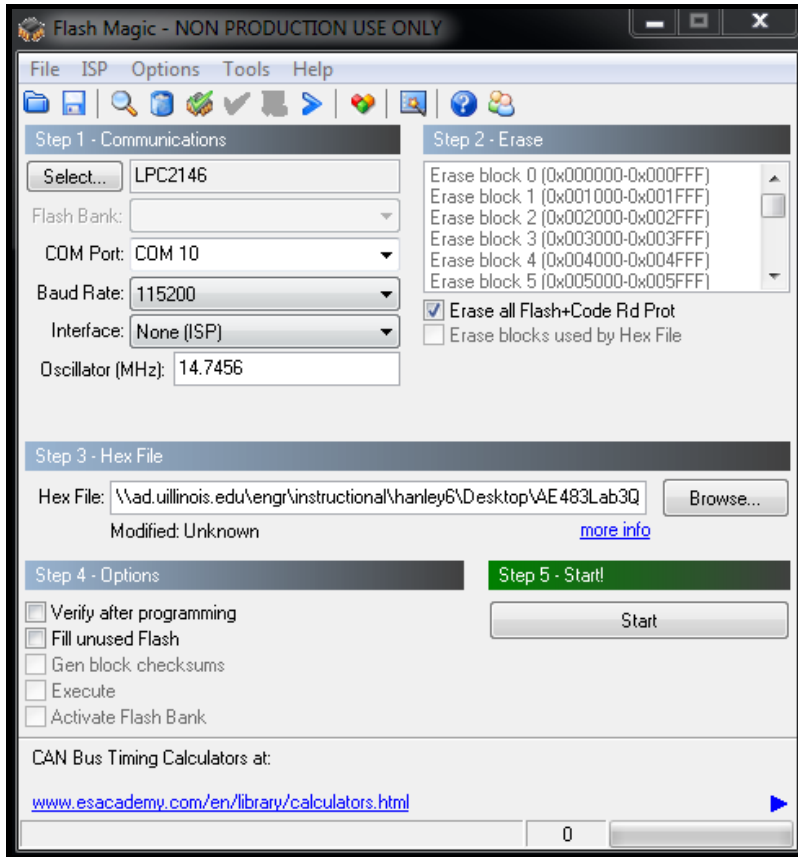 Flash Magic - NON PRODUCTION USE ONLY
File ISP Options Tools Help
Step 1 - Communications
Select... LPC2146
Flash Bank:
COM Port: COM 10
Baud Rate: 115200
Interface: None (ISP)
Oscillator (MHz): 14.7456
Step 2 - Erase
Erase block 0 (0x000000-0x000FFF)
Erase block 1 (0x001000-0x001FFF)
Erase block 2 (0x002000-0x002FFF)
Erase block 3 (0x003000-0x003FFF)
Erase block 4 (0x004000-0x004FFF)
Erase block 5 (0x005000-0x005FFF)
Erase all Flash+Code Rd Prot
Erase blocks used by Hex File
Step 3 - Hex File
Hex File: \\ad.uillinois.edu\engr\instructional\hanley6\Desktop\AE483Lab3Q Browse...
Modified: Unknown more info
Step 4 - Options
Verify after programming
Fill unused Flash
Gen block checksums
Execute
Activate Flash Bank
Step 5 - Start!
Start
CAN Bus Timing Calculators at:
www.esacademy.com/en/library/calculators.html
0